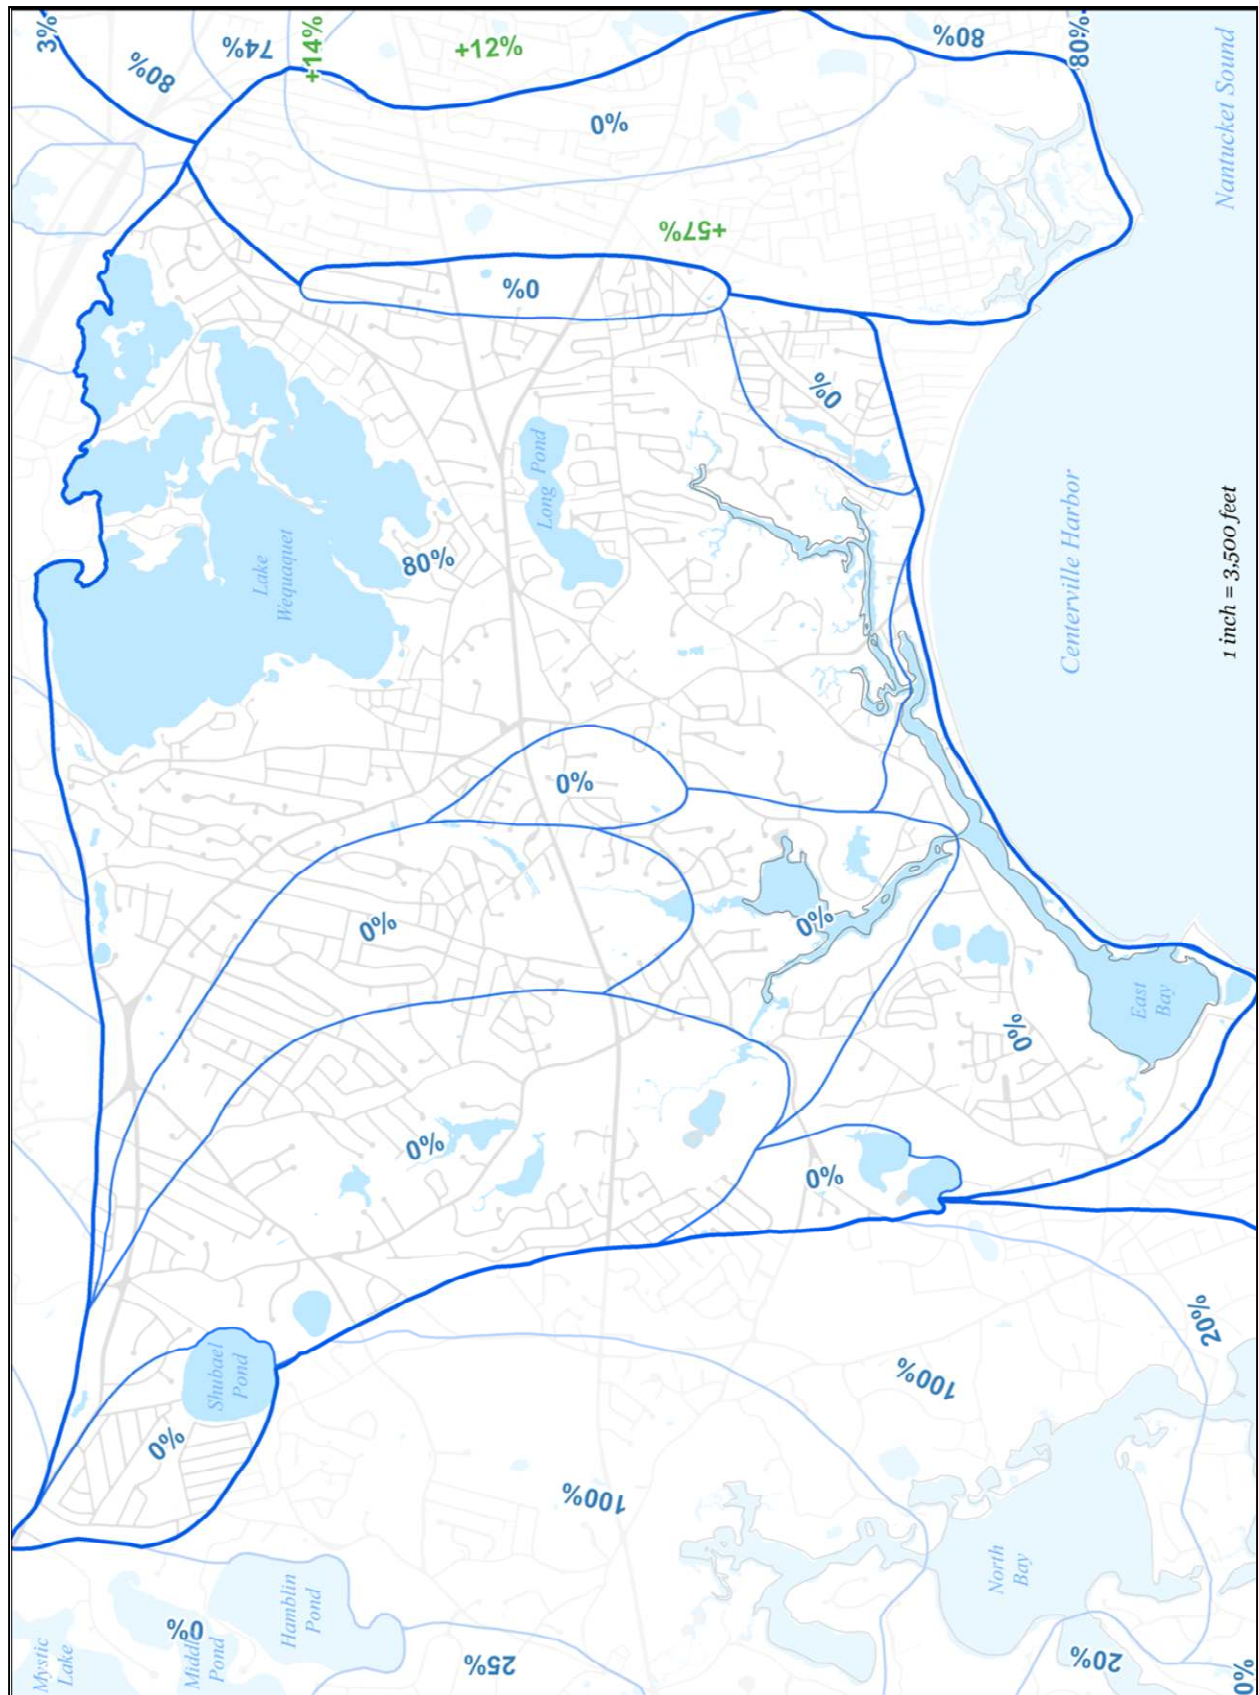 3%
80%
74%
+14%
+12%
80%
80%
Nantucket Sound
0%
+57%
0%
0%
Long Pond
Lake
Wequaquet
80%
Centerville Harbor
1 inch = 3,500 feet
0%
0%
0%
East
Bay
0%
0%
0%
Shubael
Pond
0%
20%
100%
100%
North
Bay
Hamblin
Pond
0%
Pond
Mystic
Lake
25%
20%
0%